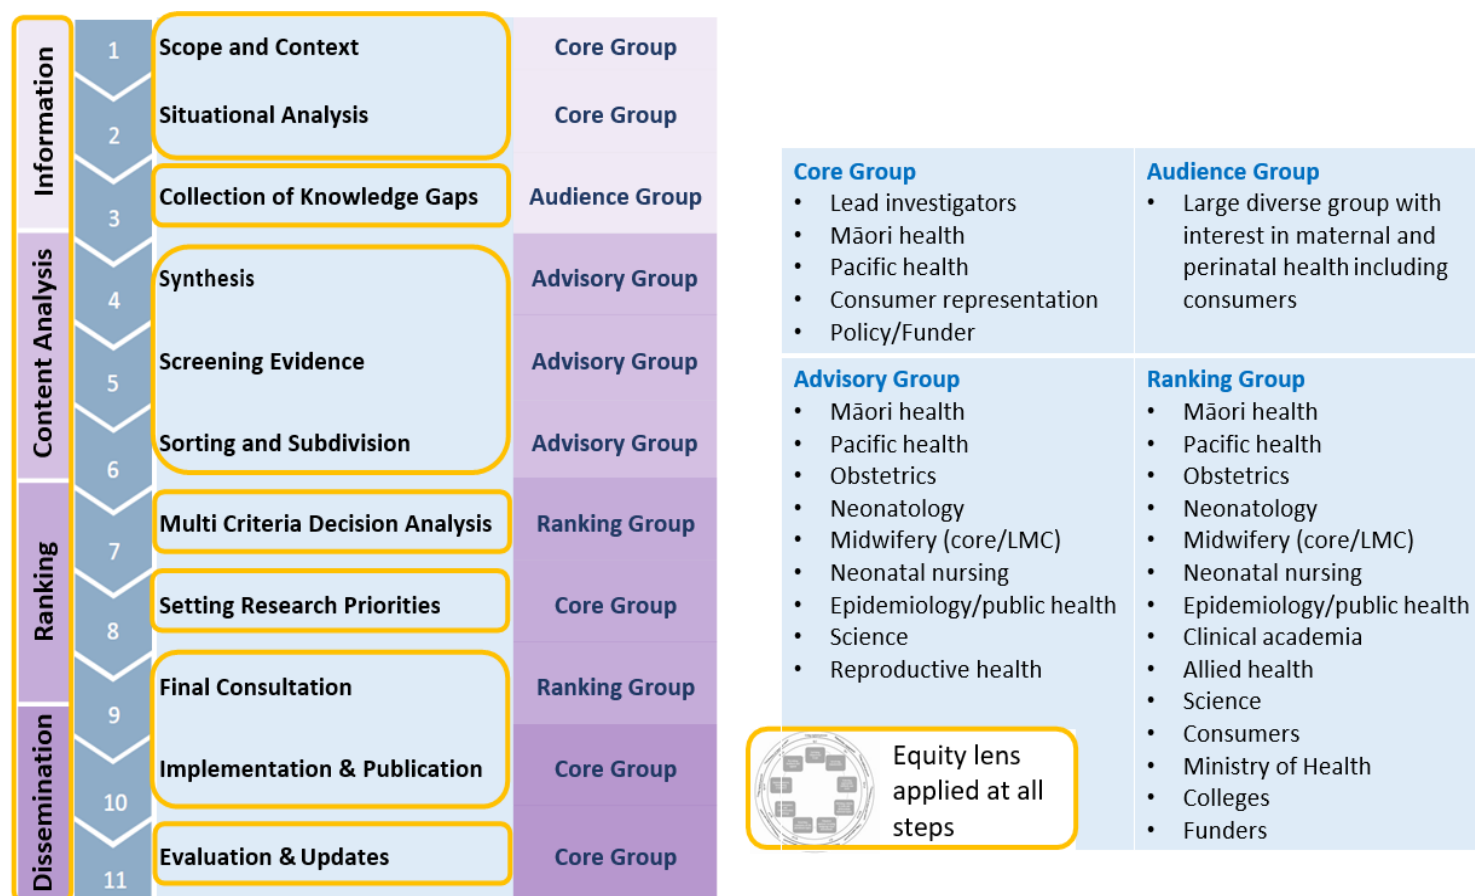 Information
1
Scope and Context
Core Group
2
Situational Analysis
Core Group
3
Collection of Knowledge Gaps
Audience Group
Content Analysis
4
Synthesis
Advisory Group
5
Screening Evidence
Advisory Group
6
Sorting and Subdivision
Advisory Group
Ranking
7
Multi Criteria Decision Analysis
Ranking Group
8
Setting Research Priorities
Core Group
9
Final Consultation
Ranking Group
Dissemination
10
Implementation & Publication
Core Group
11
Evaluation & Updates
Core Group
Core Group
• Lead investigators
• Māori health
• Pacific health
• Consumer representation
• Policy/Funder
Audience Group
• Large diverse group with
interest in maternal and
perinatal health including
consumers
Advisory Group
• Māori health
• Pacific health
• Obstetrics
• Neonatology
• Midwifery (core/LMC)
• Neonatal nursing
• Epidemiology/public health
• Science
• Reproductive health
Ranking Group
• Māori health
• Pacific health
• Obstetrics
• Neonatology
• Midwifery (core/LMC)
• Neonatal nursing
• Epidemiology/public health
• Clinical academia
• Allied health
• Science
• Consumers
• Ministry of Health
• Colleges
• Funders
Equity lens
applied at all
steps